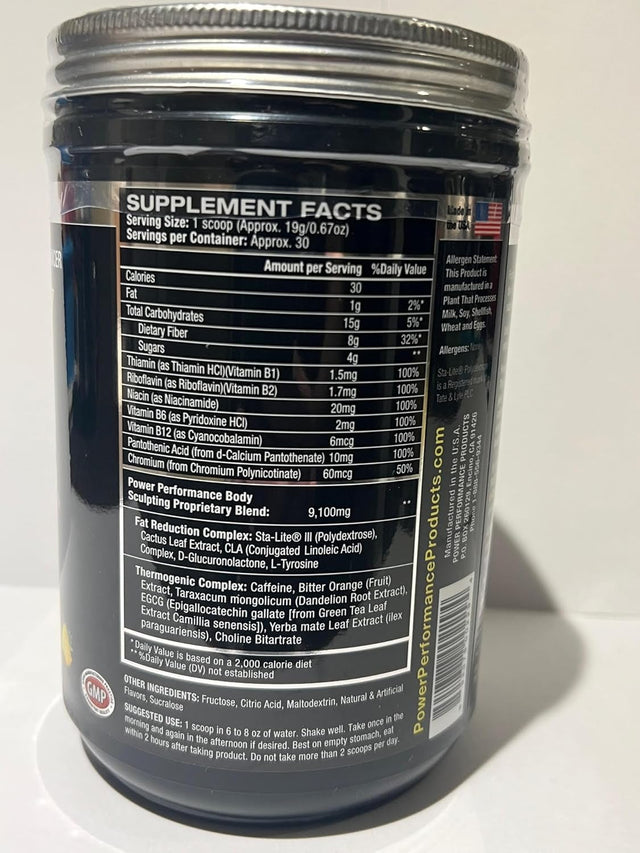 SUPPLEMENT FACTS
Serving Size: 1 scoop (Approx. 19g/0.67oz)
Servings per Container: Approx. 30
Amount per Serving %Daily Value
Calories 30
Fat 1g 2%*
Total Carbohydrates 15g 5%*
Dietary Fiber 8g 32%*
Sugars 4g **
Thiamin (as Thiamin HCl)(Vitamin B1) 1.5mg 100%
Riboflavin (as Riboflavin)(Vitamin B2) 1.7mg 100%
Niacin (as Niacinamide) 20mg 100%
Vitamin B6 (as Pyridoxine HCl) 2mg 100%
Vitamin B12 (as Cyanocobalamin) 6mcg 100%
Pantothenic Acid (from d-Calcium Pantothenate) 10mg 100%
Chromium (from Chromium Polynicotinate) 60mcg 50%
Power Performance Body
Sculpting Proprietary Blend: 9,100mg **
Fat Reduction Complex: Sta-Lite® III (Polydextrose),
Cactus Leaf Extract, CLA (Conjugated Linoleic Acid)
Complex, D-Glucuronolactone, L-Tyrosine
Thermogenic Complex: Caffeine, Bitter Orange (Fruit)
Extract, Taraxacum mongolicum (Dandelion Root Extract),
EGCG (Epigallocatechin gallate [from Green Tea Leaf
Extract Camillia senensis]), Yerba mate Leaf Extract (ilex
paraguariensis), Choline Bitartrate
*Daily Value is based on a 2,000 calorie diet
**%Daily Value (DV) not established
OTHER INGREDIENTS: Fructose, Citric Acid, Maltodextrin, Natural & Artificial
Flavors, Sucralose
SUGGESTED USE: 1 scoop in 6 to 8 oz of water. Shake well. Take once in the
morning and again in the afternoon if desired. Best on empty stomach, eat
within 2 hours after taking product. Do not take more than 2 scoops per day.
GMP
Made in
the USA
Allergen Statement:
This Product is
manufactured in a
Plant That Processes
Milk, Soy, Shellfish,
Wheat and Eggs.
Allergens:
Sta-Lite®
is a Registered
Tate & Lyle PLC
PowerPerformanceProducts.com
Manufactured in the U.S.A.
POWER PERFORMANCE PRODUCTS
P.O. BOX 260129, Encino, CA 91426